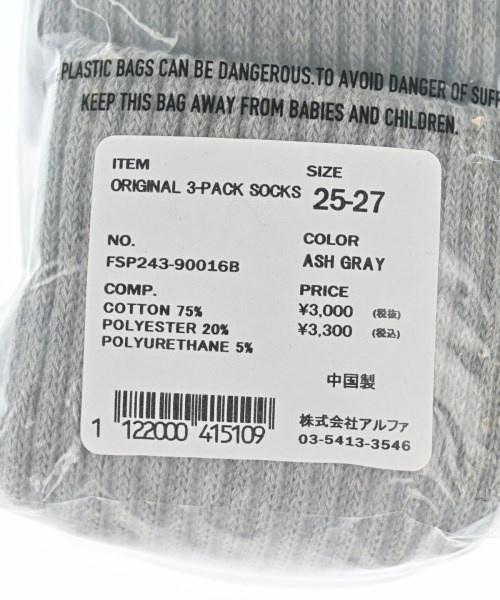 PLASTIC BAGS CAN BE DANGEROUS.TO AVOID DANGER OF
KEEP THIS BAG AWAY FROM BABIES AND CHILDREN.
ITEM
ORIGINAL 3-PACK SOCKS
SIZE
25-27
NO.
FSP243-90016B
COLOR
ASH GRAY
COMP.
COTTON 75%
POLYESTER 20%
POLYURETHANE 5%
PRICE
¥3,000 (税抜)
¥3,300 (税込)
中国製
1 122000 415109
株式会社アルファ
03-5413-3546